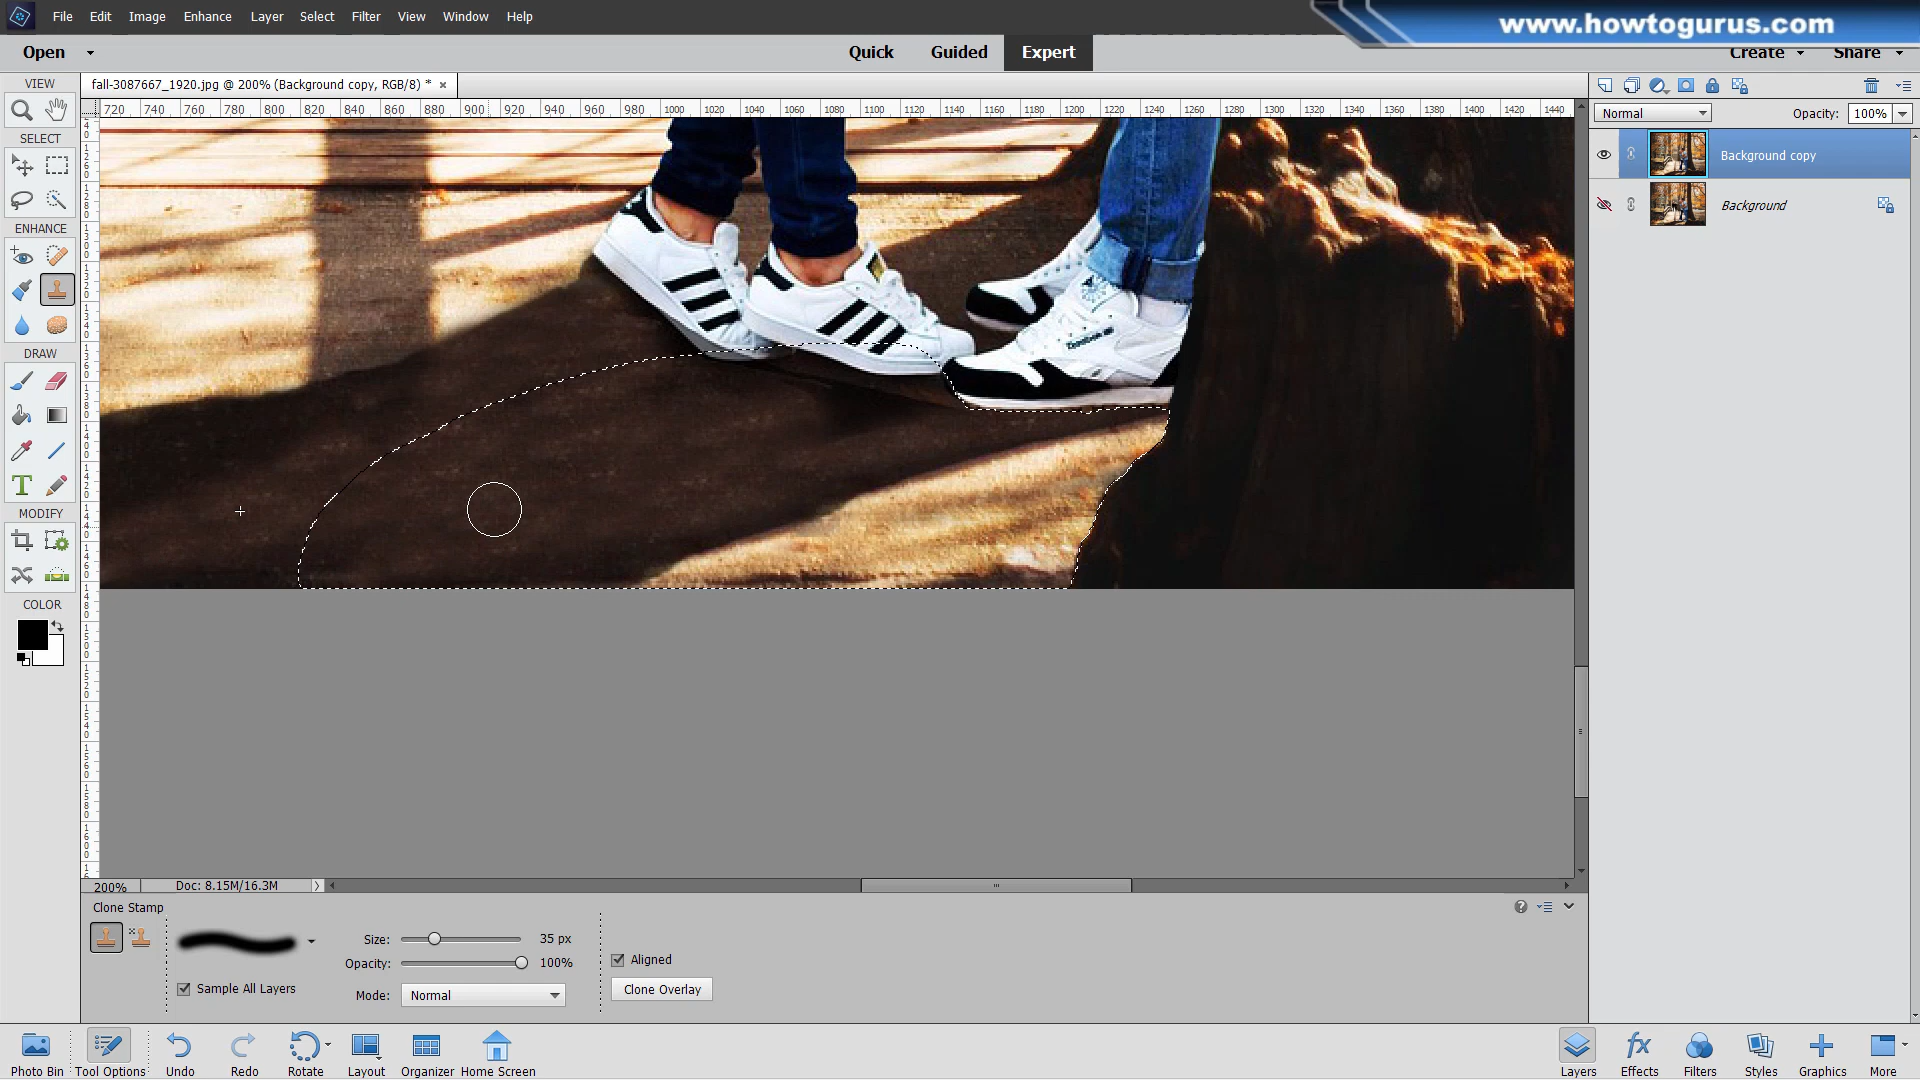 File Edit Image Enhance Layer Select Filter View Window Help
www.howtogurus.com
Open Quick Guided Expert Create Share
VIEW
fall-3087667_1920.jpg @ 200% (Background copy, RGB/8) * ×
720 740 760 780 800 820 840 860 880 900 920 940 960 980 1000 1020 1040 1060 1080 1100 1120 1140 1160 1180 1200 1220 1240 1260 1280 1300 1320 1340 1360 1380 1400 1420 1440
Normal Opacity: 100%
SELECT
Background copy
Background
ENHANCE
Reebok
DRAW
T
MODIFY
COLOR
200% Doc: 8.15M/16.3M
Clone Stamp
Size: 35 px
Opacity: 100%
Aligned
Sample All Layers
Mode: Normal
Clone Overlay
Photo Bin Tool Options Undo Redo Rotate Layout Organizer Home Screen
fx
Layers Effects Filters Styles Graphics More